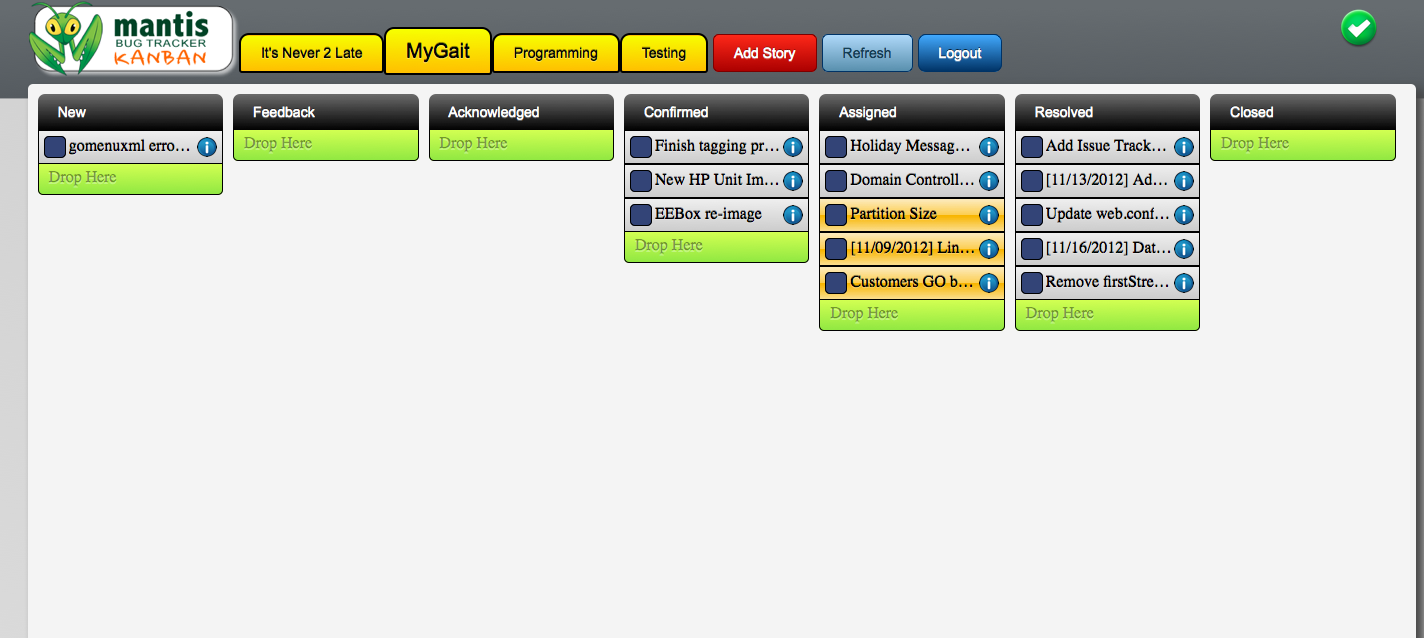 mantis
BUG TRACKER
KANBAN
It's Never 2 Late
MyGait
Programming
Testing
Add Story
Refresh
Logout
New
gomenuxml erro...
Drop Here
Feedback
Drop Here
Acknowledged
Drop Here
Confirmed
Finish tagging pr...
New HP Unit Im...
EEBox re-image
Drop Here
Assigned
Holiday Messag...
Domain Controll...
Partition Size
[11/09/2012] Lin...
Customers GO b...
Drop Here
Resolved
Add Issue Track...
[11/13/2012] Ad...
Update web.conf...
[11/16/2012] Dat...
Remove firstStre...
Drop Here
Closed
Drop Here